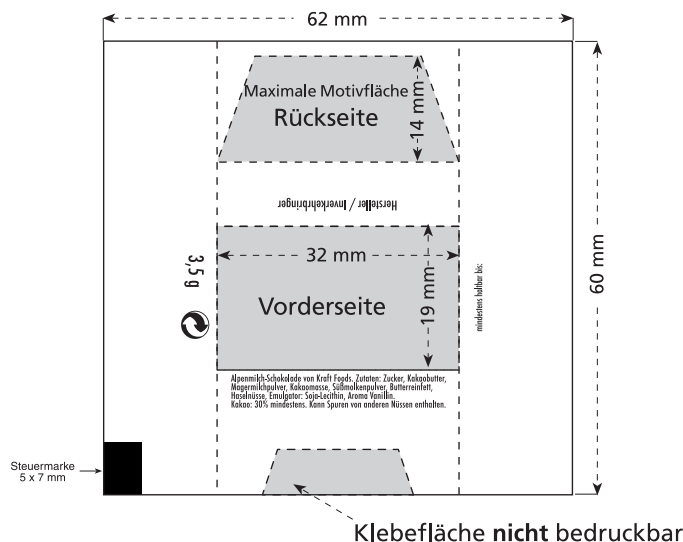 62 mm
Maximale Motivfläche
Rückseite
14 mm
Hersteller / Inverkehrbringer
32 mm
3,5 g
Vorderseite
19 mm
mindestens haltbar bis:
60 mm
Alpenmilch-Schokolade von Kraft Foods. Zutaten: Zucker, Kakaobutter,
Magermilchpulver, Kakaomasse, Süßmolkenpulver, Butterreinfett,
Haselnüsse, Emulgator: Soja-Lecithin, Aroma Vanillin.
Kakao: 30% mindestens. Kann Spuren von anderen Nüssen enthalten.
Steuermarke
5 x 7 mm
Klebefläche nicht bedruckbar